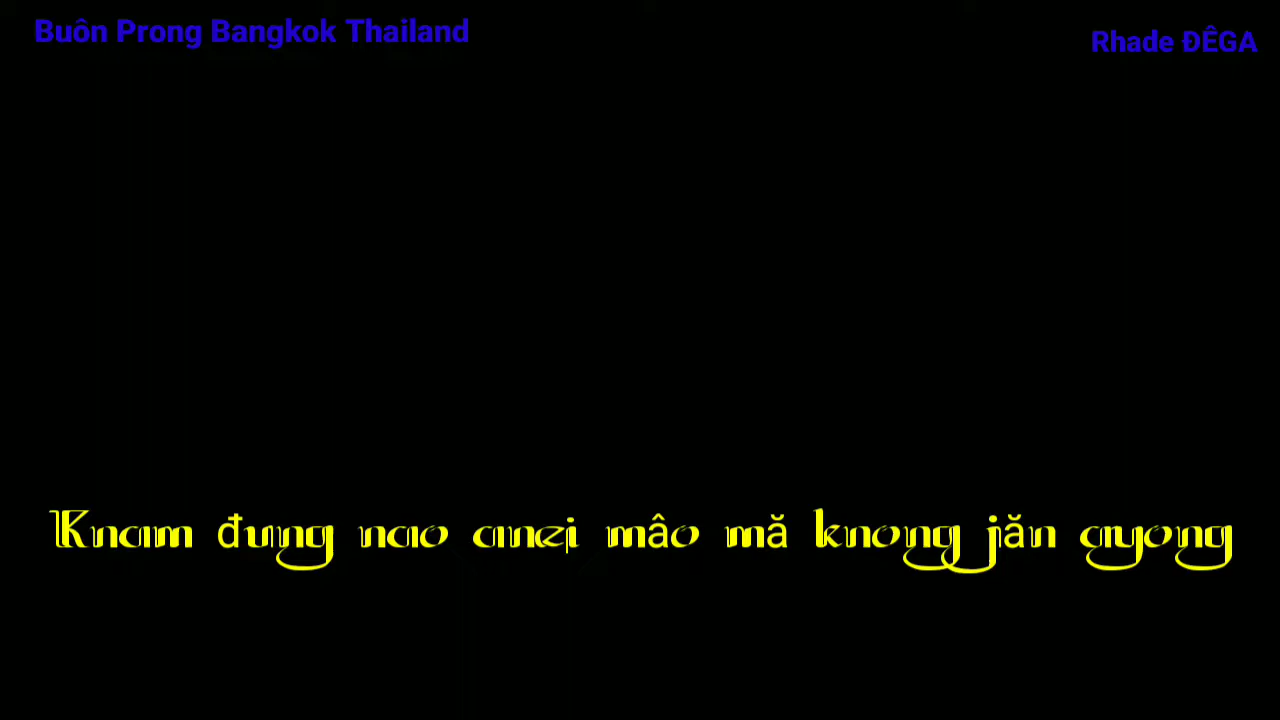 Buôn Prong Bangkok Thailand
Rhade ĐÊGA
Knam đung nao anei mâo mă knong jăn ayong